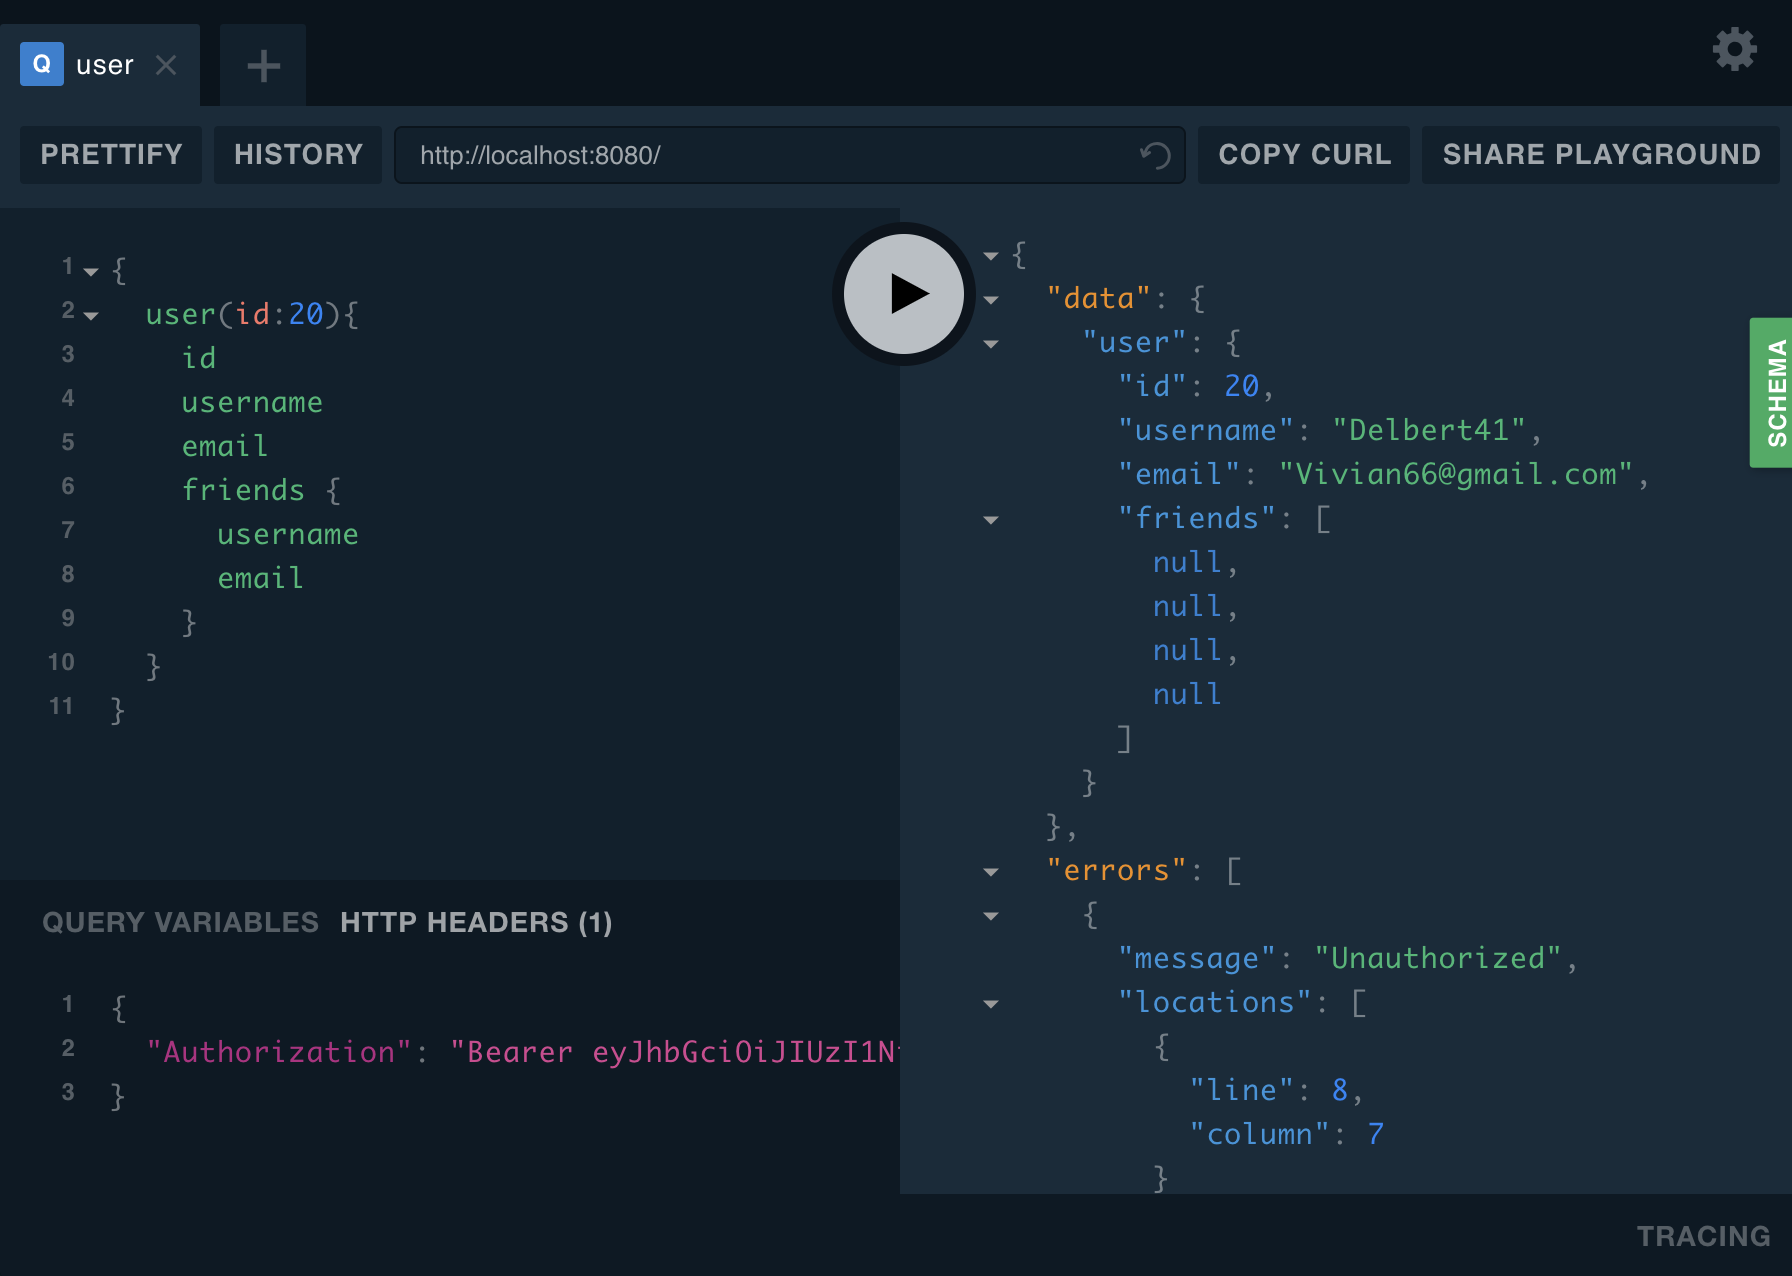 Q user
PRETTIFY
HISTORY
http://localhost:8080/
COPY CURL
SHARE PLAYGROUND
1 {
2 user(id:20){
3 id
4 username
5 email
6 friends {
7 username
8 email
9 }
10 }
11 }
QUERY VARIABLES HTTP HEADERS (1)
1 {
2 "Authorization": "Bearer eyJhbGciOiJIUzI1N
3 }
{
"data": {
"user": {
"id": 20,
"username": "Delbert41",
"email": "Vivian66@gmail.com",
"friends": [
null,
null,
null,
null
]
}
},
"errors": [
{
"message": "Unauthorized",
"locations": [
{
"line": 8,
"column": 7
}
SCHEMA
TRACING